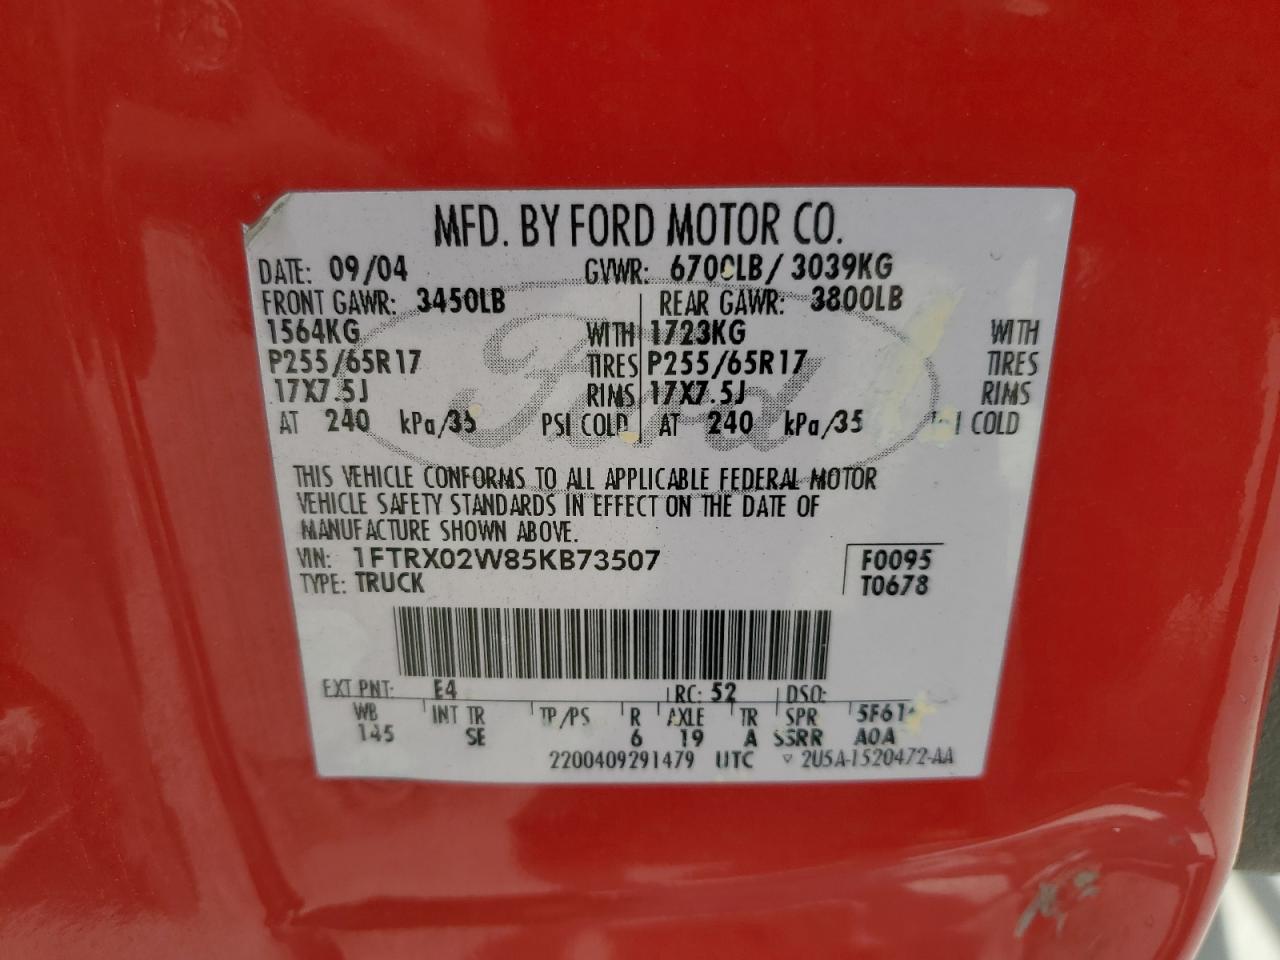 MFD. BY FORD MOTOR CO.
DATE: 09/04 GVWR: 6700LB/ 3039KG
FRONT GAWR: 3450LB REAR GAWR: 3800LB
1564KG WITH 1723KG WITH
P255/65R17 TIRES P255/65R17 TIRES
17X7.5J RIMS 17X7.5J RIMS
AT 240 kPa/35 PSI COLD AT 240 kPa/35 COLD
Ford
THIS VEHICLE CONFORMS TO ALL APPLICABLE FEDERAL MOTOR
VEHICLE SAFETY STANDARDS IN EFFECT ON THE DATE OF
MANUFACTURE SHOWN ABOVE.
VIN: 1FTRX02W85KB73507 F0095
TYPE: TRUCK T0678
EXT PNT: E4 RC: 52 DSO:
WB INT TR TP/PS R AXLE TR SPR
145 SE 6 19 A SSRR A0A
2200409291479 UTC ▽ 2U5A-1520472-AA